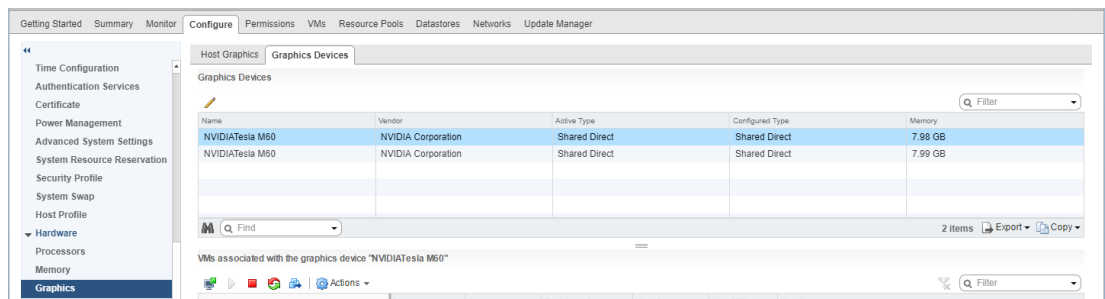 Getting Started Summary Monitor Configure Permissions VMs Resource Pools Datastores Networks Update Manager
Time Configuration
Authentication Services
Certificate
Power Management
Advanced System Settings
System Resource Reservation
Security Profile
System Swap
Host Profile
Hardware
Processors
Memory
Graphics
Host Graphics Graphics Devices
Graphics Devices
Filter
Name Vendor Active Type Configured Type Memory
NVIDIATesla M60 NVIDIA Corporation Shared Direct Shared Direct 7.98 GB
NVIDIATesla M60 NVIDIA Corporation Shared Direct Shared Direct 7.99 GB
Find 2 items Export Copy
VMs associated with the graphics device "NVIDIATesla M60"
Actions Filter